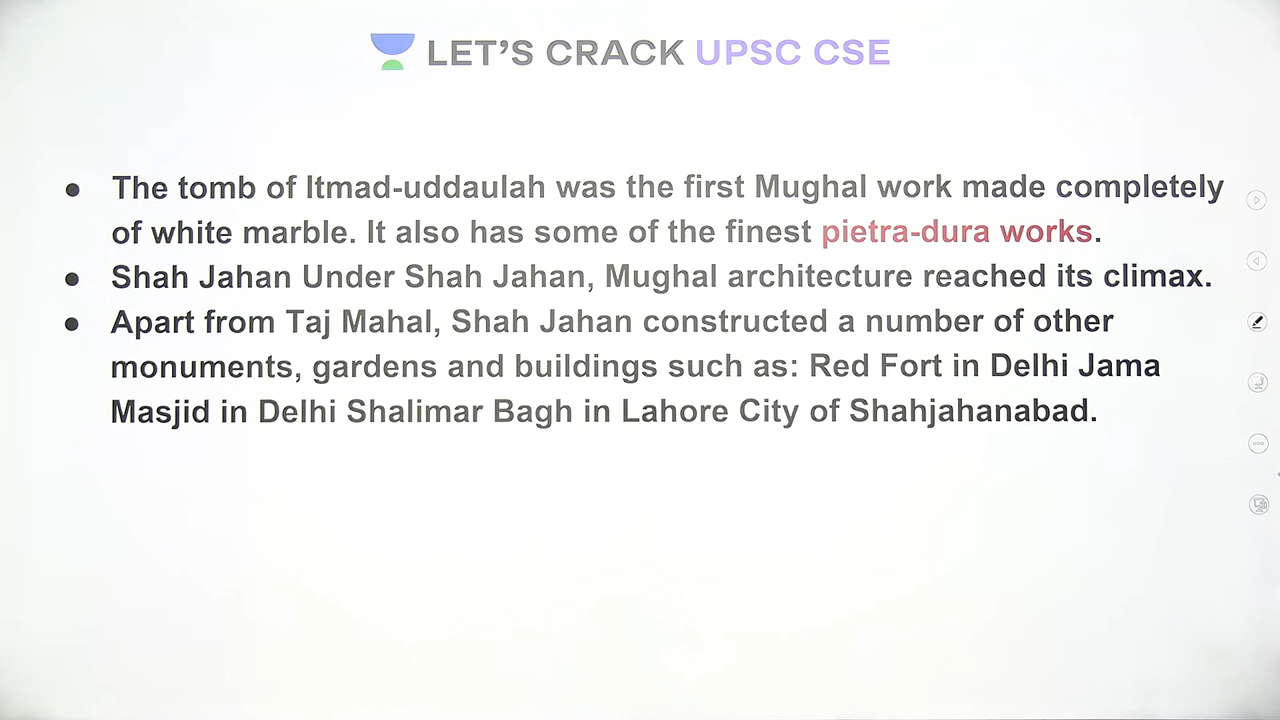 LET'S CRACK UPSC CSE
● The tomb of Itmad-uddaulah was the first Mughal work made completely
of white marble. It also has some of the finest pietra-dura works.
● Shah Jahan Under Shah Jahan, Mughal architecture reached its climax.
● Apart from Taj Mahal, Shah Jahan constructed a number of other
monuments, gardens and buildings such as: Red Fort in Delhi Jama
Masjid in Delhi Shalimar Bagh in Lahore City of Shahjahanabad.